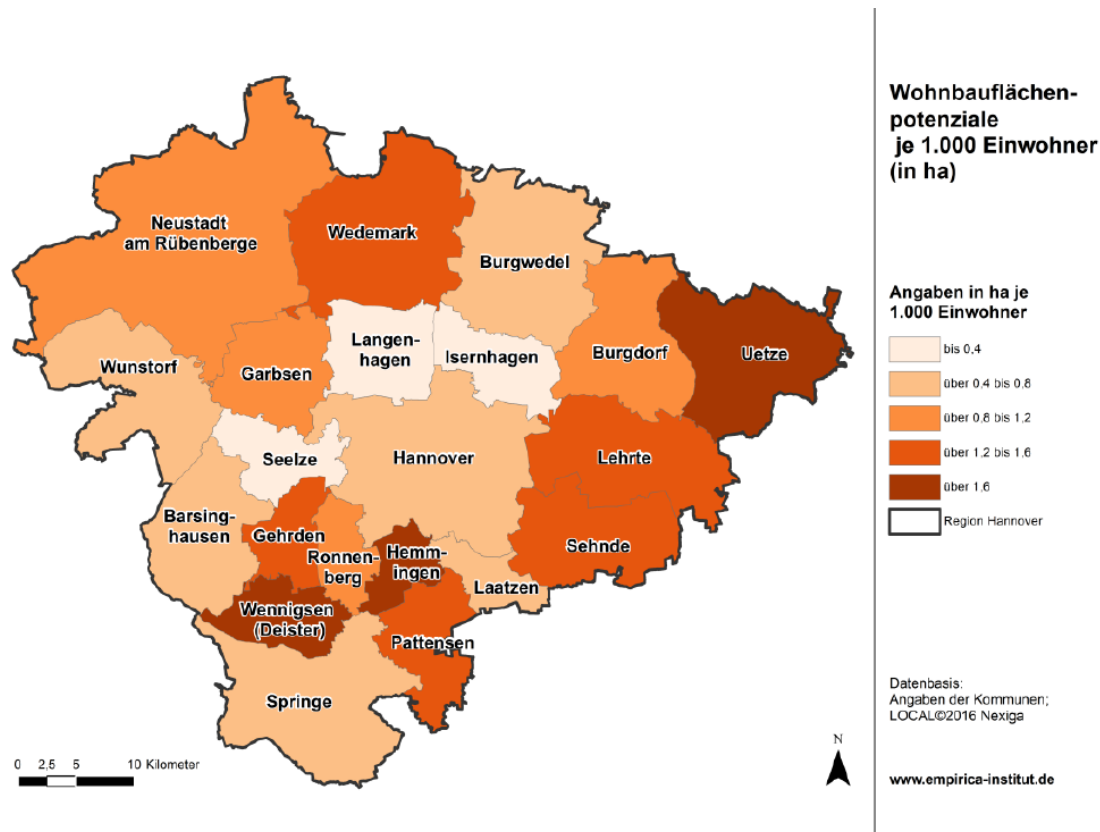 Wohnbauflächen-
potenziale
je 1.000 Einwohner
(in ha)
Neustadt
am Rübenberge
Wedemark
Burgwedel
Langen-
hagen
Isernhagen
Burgdorf
Uetze
Wunstorf
Garbsen
Seelze
Hannover
Lehrte
Barsing-
hausen
Gehrden
Ronnen-
berg
Hemm-
ingen
Sehnde
Laatzen
Wennigsen
(Deister)
Pattensen
Springe
Angaben in ha je
1.000 Einwohner
bis 0,4
über 0,4 bis 0,8
über 0,8 bis 1,2
über 1,2 bis 1,6
über 1,6
Region Hannover
Datenbasis:
Angaben der Kommunen;
LOCAL©2016 Nexiga
www.empirica-institut.de
0 2,5 5 10 Kilometer
N